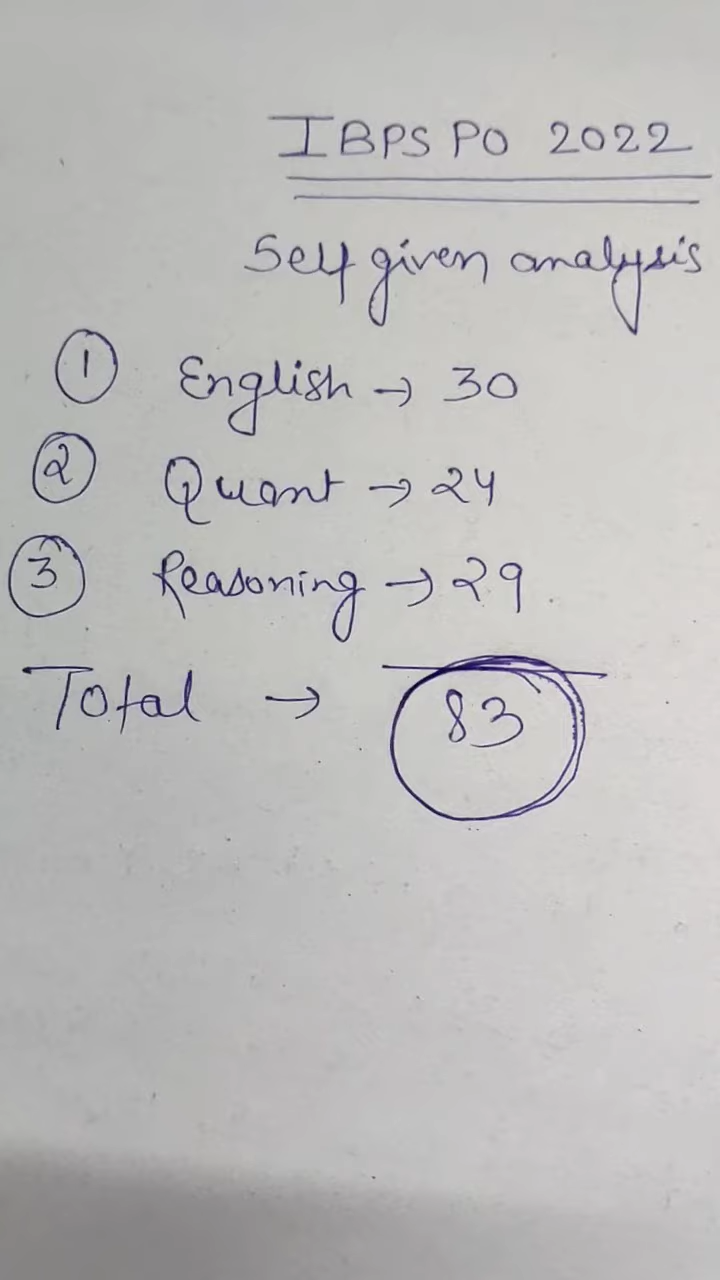 IBPS PO 2022
Self given analysis
① English → 30
② Quant → 24
③ Reasoning → 29
Total → 83